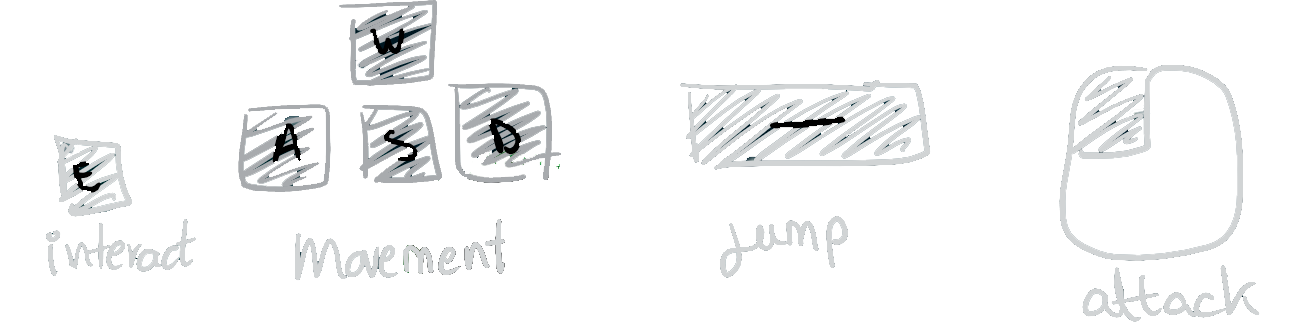 W
A S D
E
interact
Movement
Jump
attack